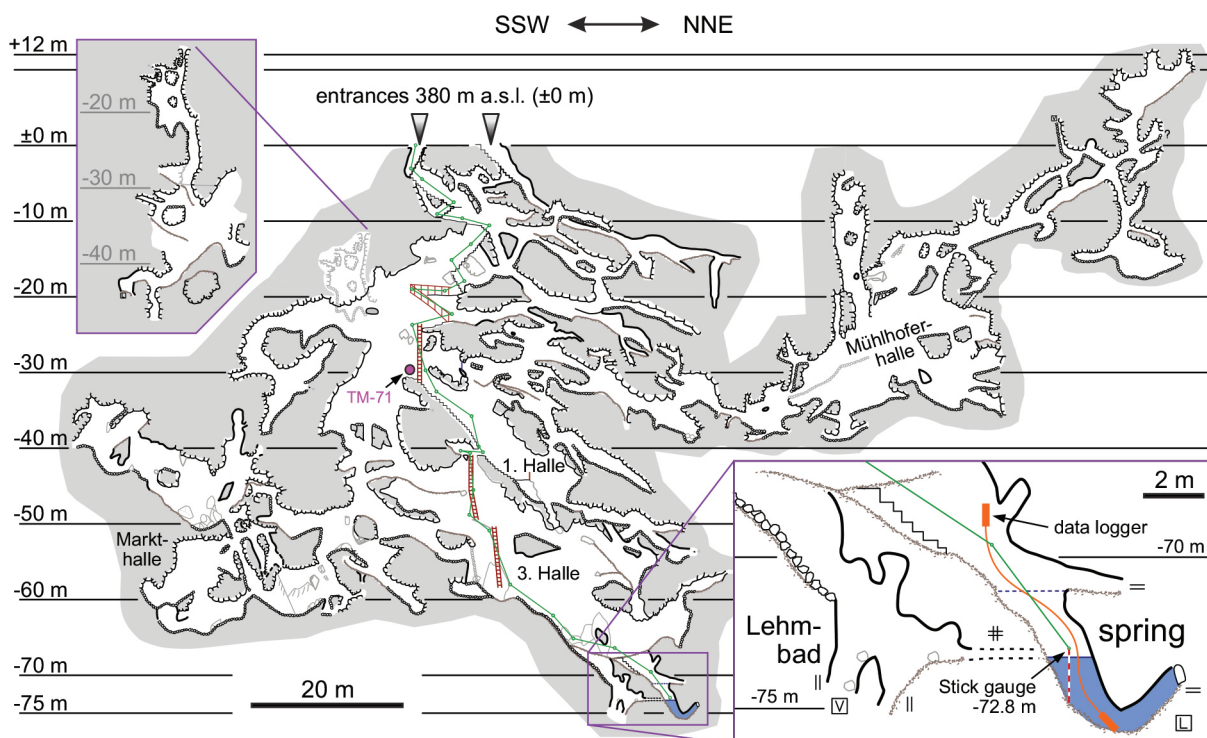 SSW NNE
+12 m
entrances 380 m a.s.l. (±0 m)
-20 m
±0 m
-30 m
-10 m
-40 m
-20 m
Mühlhofer-
halle
-30 m
TM-71
-40 m
1. Halle
2 m
-50 m
data logger
Markt-
halle
-70 m
3. Halle
-60 m
=
Lehm-
bad
#
spring
-70 m
Stick gauge
-72.8 m
20 m
-75 m
-75 m
=
V
L